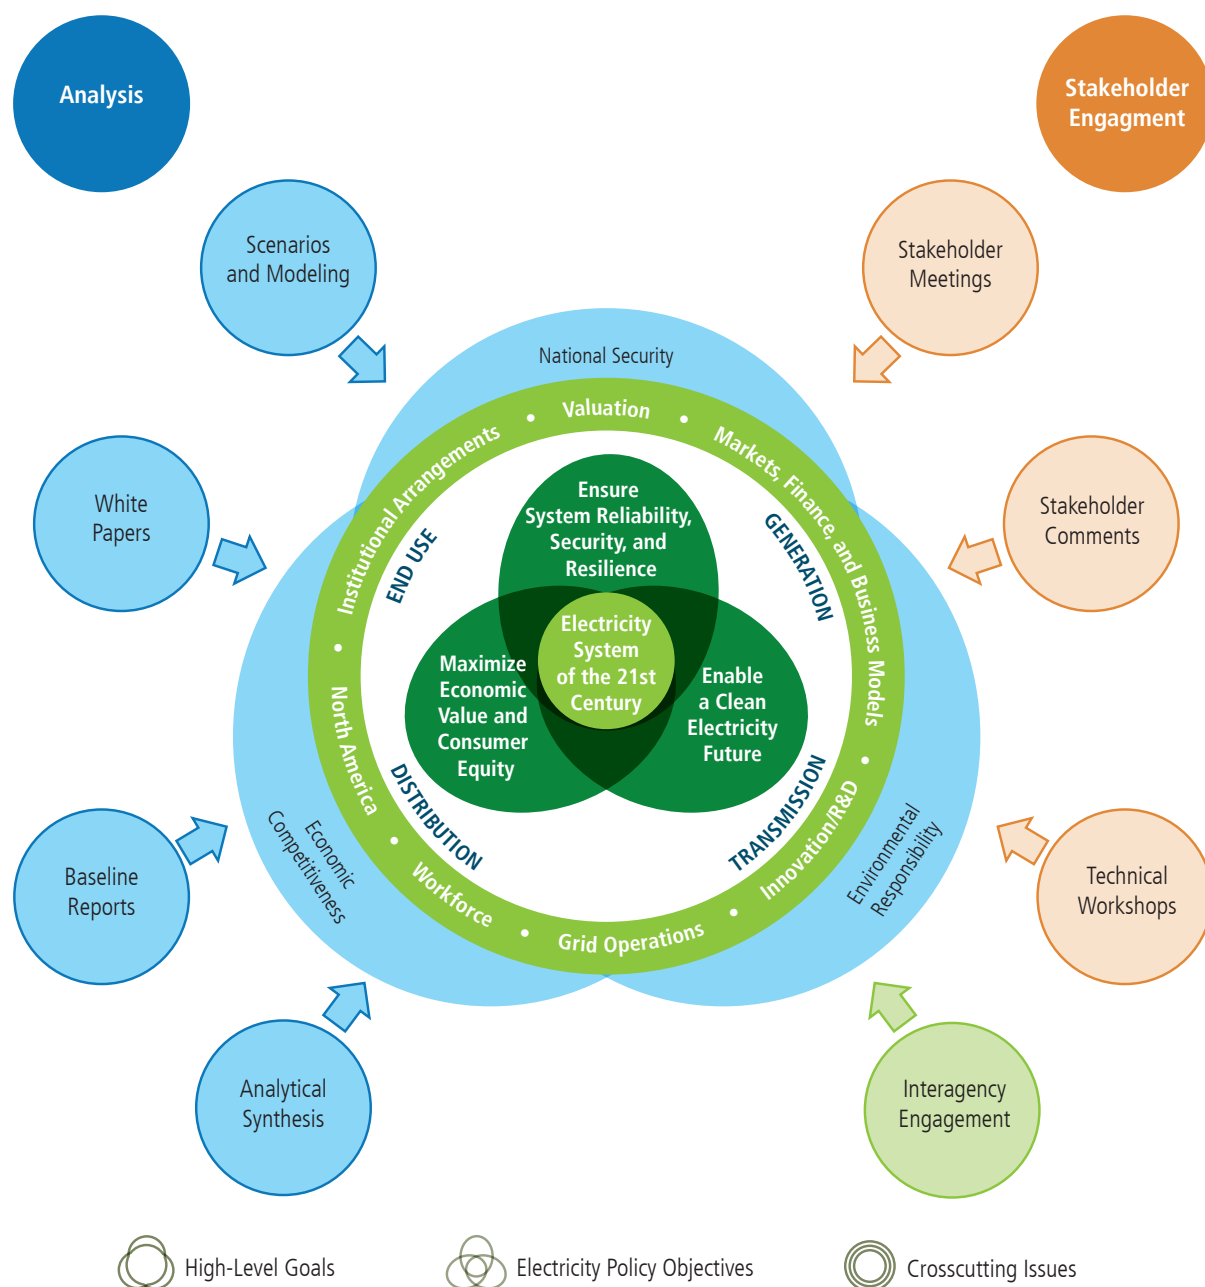 Analysis
Stakeholder
Engagment
Scenarios
and Modeling
Stakeholder
Meetings
National Security
Valuation
Institutional Arrangements
Markets, Finance, and Business Models
White
Papers
Stakeholder
Comments
END USE
GENERATION
Ensure
System Reliability,
Security, and
Resilience
Electricity
System
of the 21st
Century
Maximize
Economic
Value and
Consumer
Equity
Enable
a Clean
Electricity
Future
North America
DISTRIBUTION
TRANSMISSION
Innovation/R&D
Workforce
Grid Operations
Economic
Competitiveness
Environmental
Responsibility
Baseline
Reports
Technical
Workshops
Analytical
Synthesis
Interagency
Engagement
High-Level Goals
Electricity Policy Objectives
Crosscutting Issues